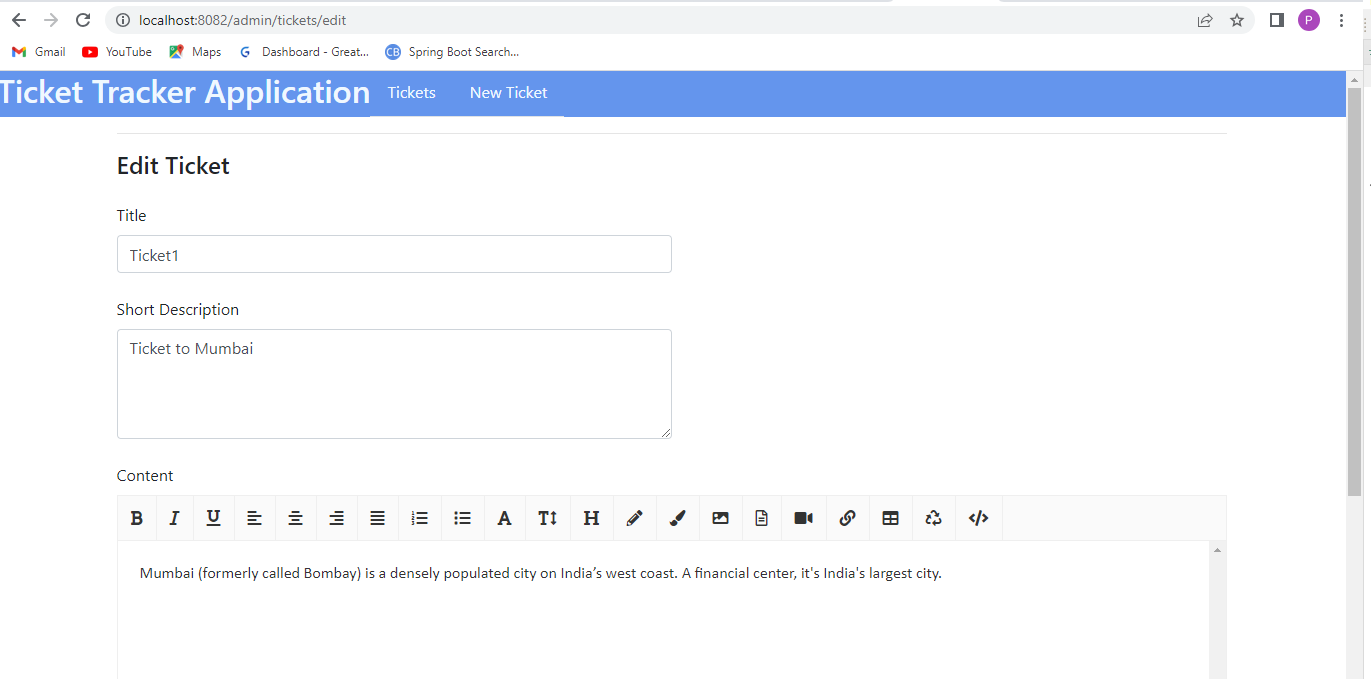 localhost:8082/admin/tickets/edit
P
Gmail YouTube Maps G Dashboard - Great... CB Spring Boot Search...
Ticket Tracker Application Tickets New Ticket
Edit Ticket
Title
Ticket1
Short Description
Ticket to Mumbai
Content
B I U A T H
Mumbai (formerly called Bombay) is a densely populated city on India’s west coast. A financial center, it's India's largest city.